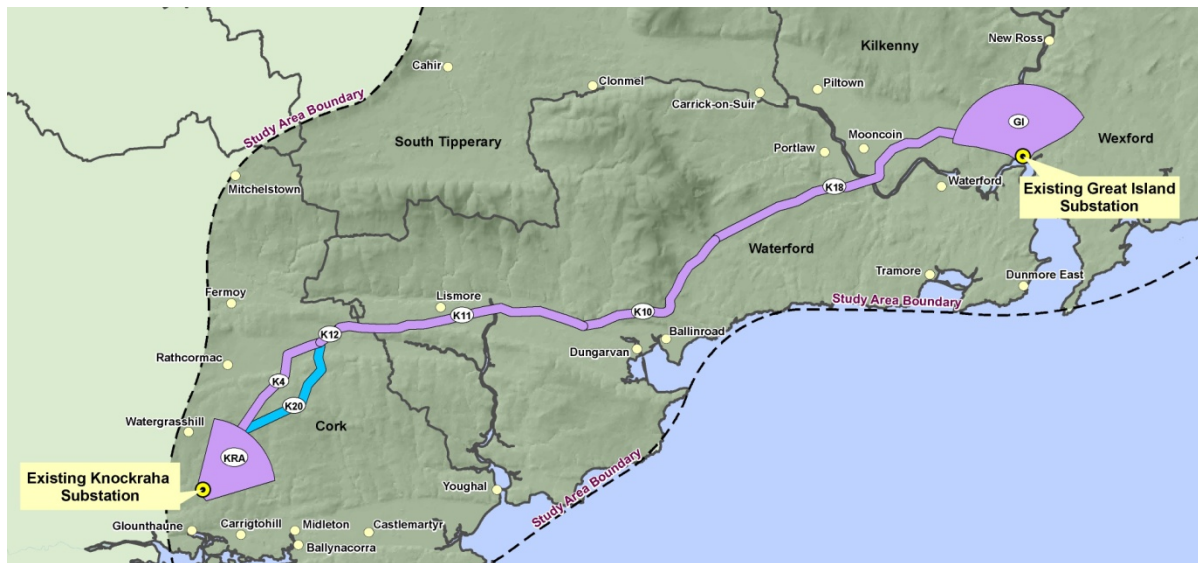 New Ross
Kilkenny
Cahir
Clonmel
Piltown
Carrick-on-Suir
GI
Study Area Boundary
South Tipperary
Mooncoin
Portlaw
Wexford
Mitchelstown
K18
Waterford
Existing Great Island
Substation
Waterford
Tramore
Dunmore East
Fermoy
Lismore
Study Area Boundary
K11
K10
K12
Ballinroad
Dungarvan
Rathcormac
K4
K20
Watergrasshill
Cork
KRA
Existing Knockraha
Substation
Youghal
Study Area Boundary
Glounthaune
Carrigtohill
Midleton
Castlemartyr
Ballynacorra